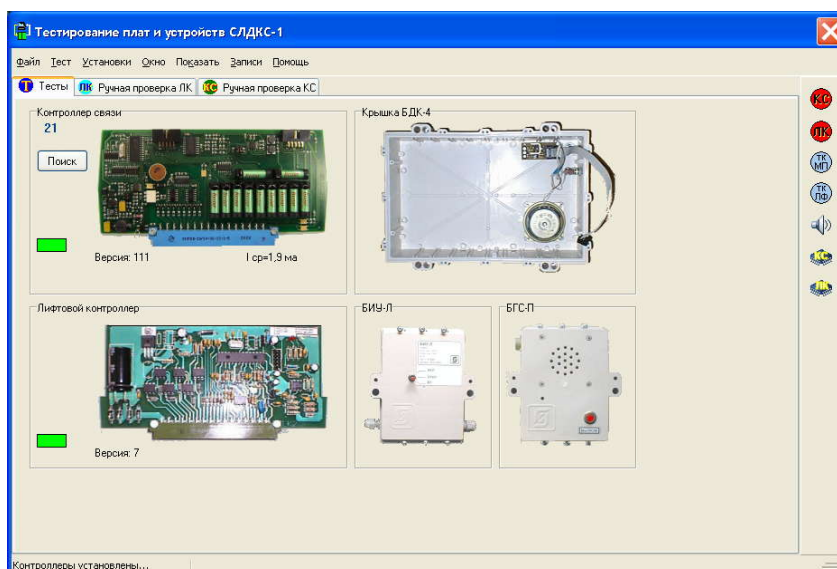 Тестирование плат и устройств СЛДКС-1
Файл Тест Установки Окно Показать Записи Помощь
Т Тесты ЛК Ручная проверка ЛК КС Ручная проверка КС
Контроллер связи
21
Поиск
Версия: 111 I ср=1,9 ма
Крышка БДК-4
Лифтовой контроллер
Версия: 7
БИУ-Л
БГС-П
КС
ЛК
ТК МП
ТК ПФ
КС
Контроллеры установлены...